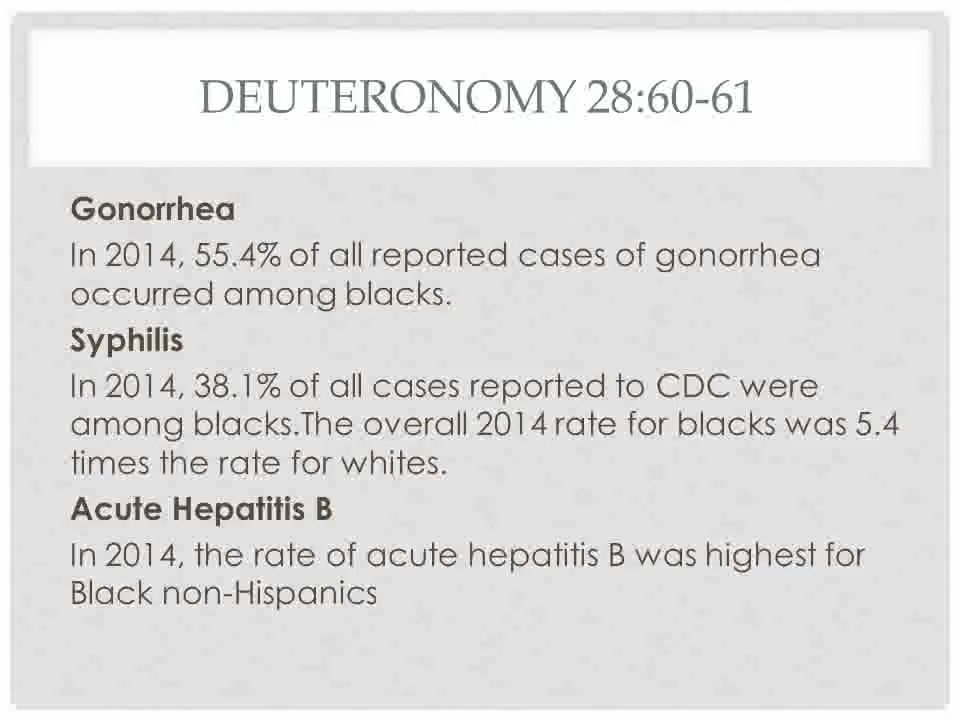 DEUTERONOMY 28:60-61
Gonorrhea
In 2014, 55.4% of all reported cases of gonorrhea
occurred among blacks.
Syphilis
In 2014, 38.1% of all cases reported to CDC were
among blacks.The overall 2014 rate for blacks was 5.4
times the rate for whites.
Acute Hepatitis B
In 2014, the rate of acute hepatitis B was highest for
Black non-Hispanics